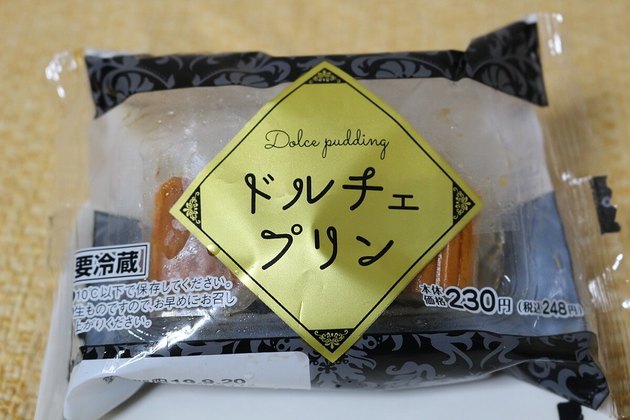 Dolce pudding
ドルチェ
プリン
要冷蔵
10℃以下で保存してください。
生ものですので、お早めにお召し
上がりください。
本体
価格230円(税込248円)
19.9.20